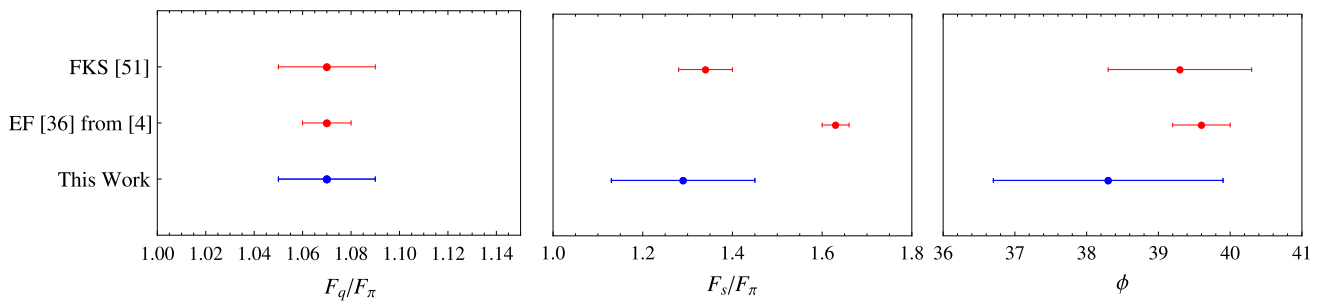 FKS [51]
EF [36] from [4]
This Work
1.00 1.02 1.04 1.06 1.08 1.10 1.12 1.14
F_q/F_π
1.0 1.2 1.4 1.6 1.8
F_s/F_π
36 37 38 39 40 41
ϕ